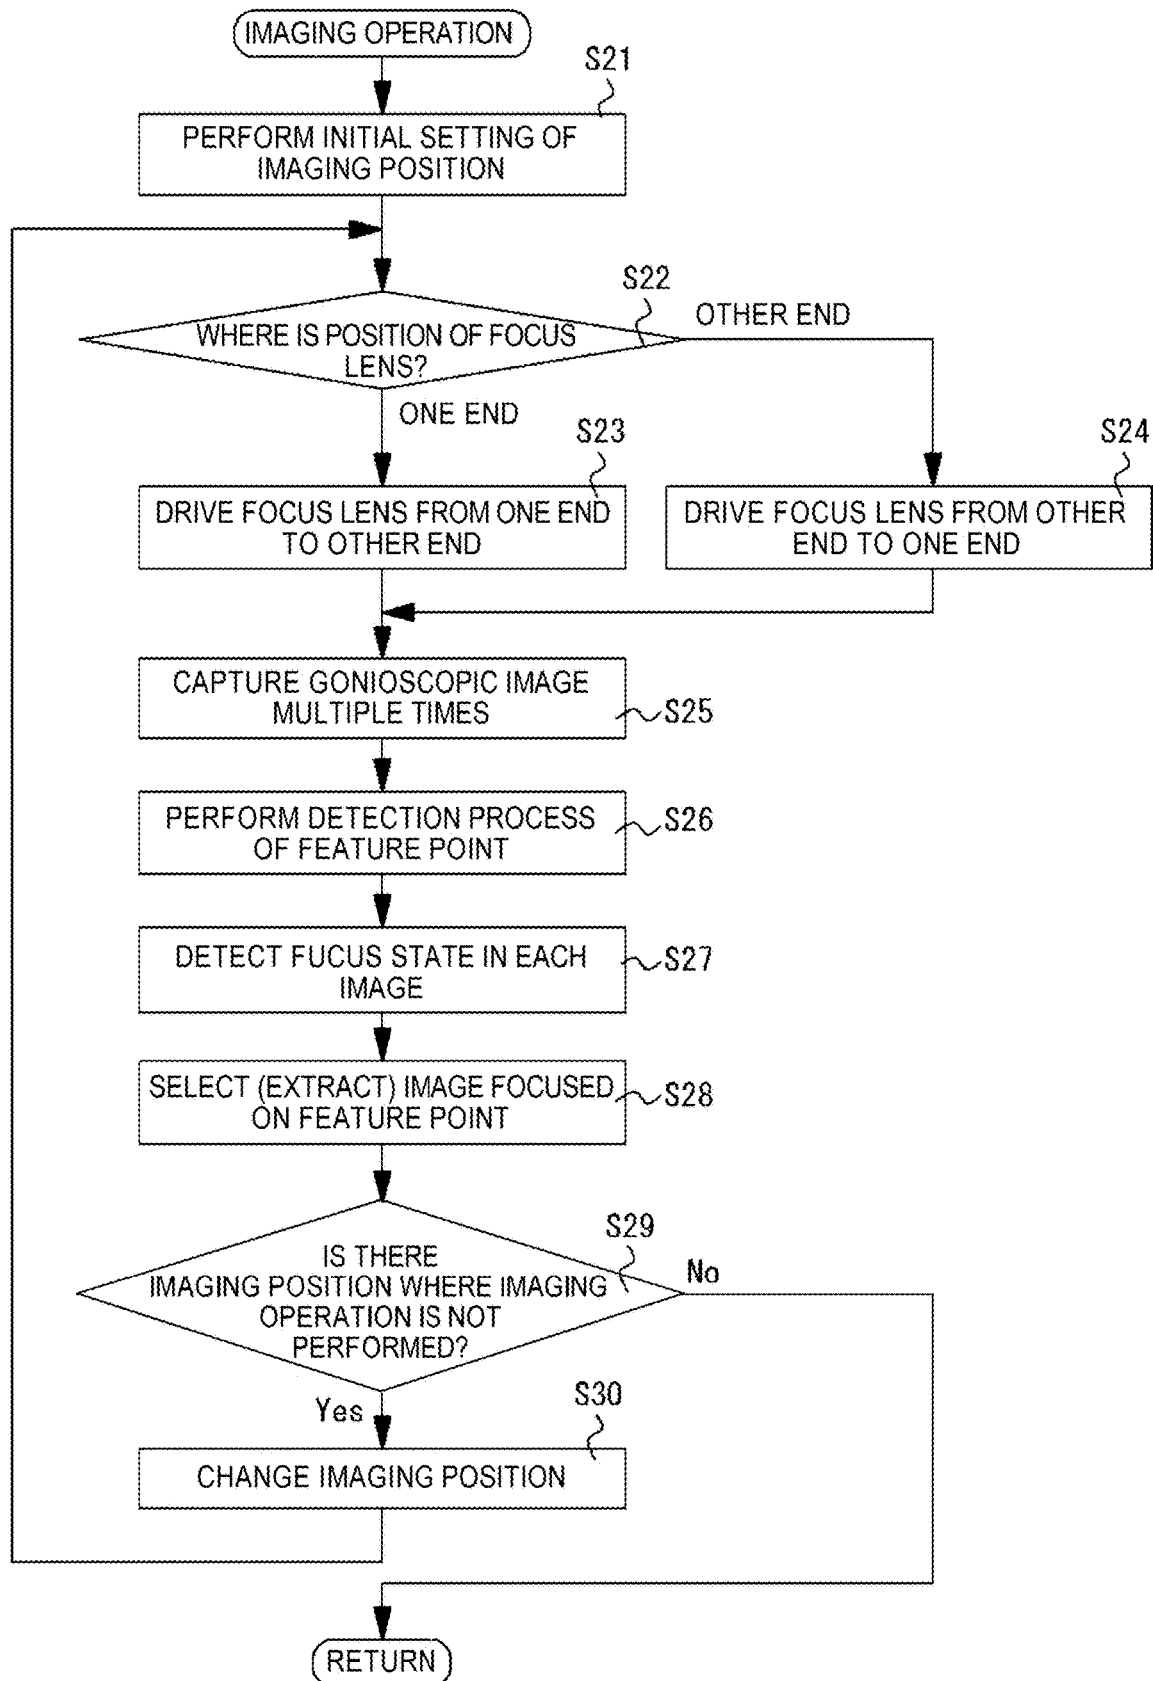 IMAGING OPERATION
S21
PERFORM INITIAL SETTING OF
IMAGING POSITION
S22
OTHER END
WHERE IS POSITION OF FOCUS
LENS?
ONE END
S23
S24
DRIVE FOCUS LENS FROM ONE END
TO OTHER END
DRIVE FOCUS LENS FROM OTHER
END TO ONE END
CAPTURE GONIOSCOPIC IMAGE
MULTIPLE TIMES
S25
PERFORM DETECTION PROCESS
OF FEATURE POINT
S26
DETECT FUCUS STATE IN EACH
IMAGE
S27
SELECT (EXTRACT) IMAGE FOCUSED
ON FEATURE POINT
S28
S29
IS THERE
IMAGING POSITION WHERE IMAGING
OPERATION IS NOT
PERFORMED?
No
Yes
S30
CHANGE IMAGING POSITION
RETURN